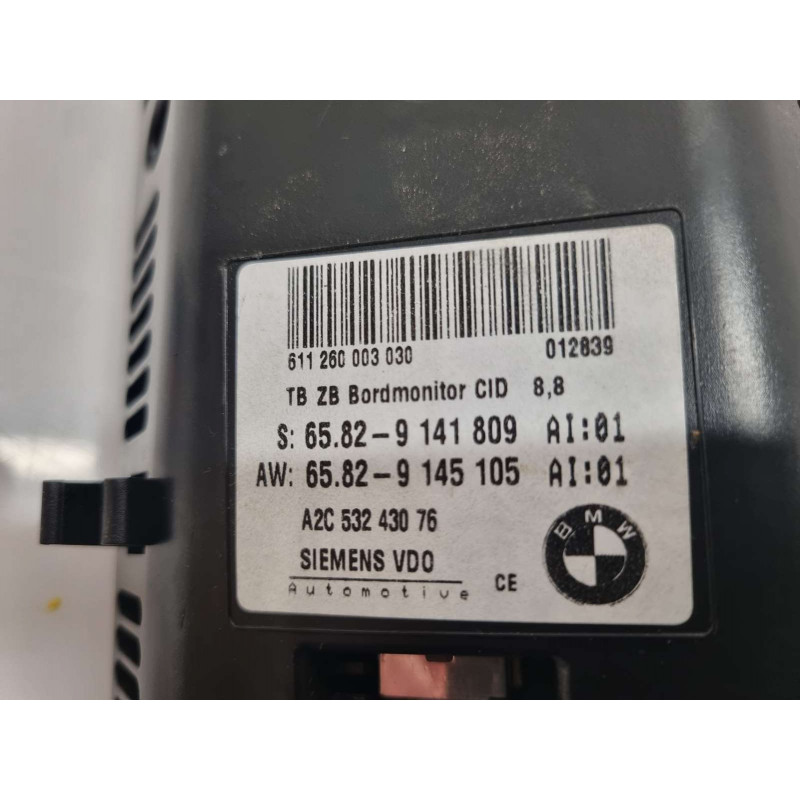 611 260 003 030 012839
TB ZB Bordmonitor CID 8,8
S: 65.82-9 141 809 AI:01
AW: 65.82-9 145 105 AI:01
A2C 532 430 76
SIEMENS VDO
Automotive CE
BMW